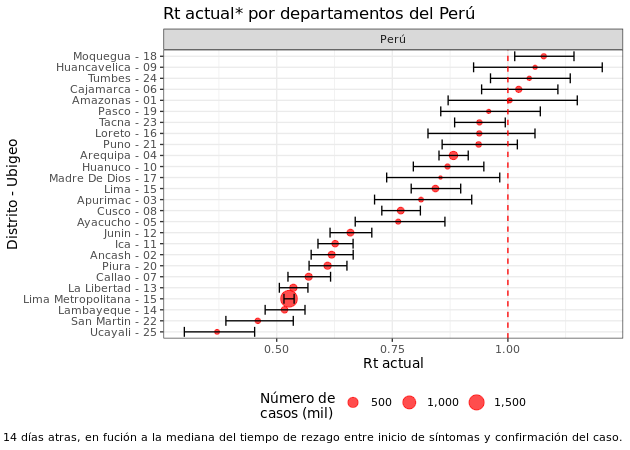 Rt actual* por departamentos del Perú
Perú
Distrito - Ubigeo
Moquegua - 18
Huancavelica - 09
Tumbes - 24
Cajamarca - 06
Amazonas - 01
Pasco - 19
Tacna - 23
Loreto - 16
Puno - 21
Arequipa - 04
Huanuco - 10
Madre De Dios - 17
Lima - 15
Apurimac - 03
Cusco - 08
Ayacucho - 05
Junin - 12
Ica - 11
Ancash - 02
Piura - 20
Callao - 07
La Libertad - 13
Lima Metropolitana - 15
Lambayeque - 14
San Martin - 22
Ucayali - 25
0.50 0.75 1.00
Rt actual
Número de
casos (mil)
500 1,000 1,500
14 días atras, en fución a la mediana del tiempo de rezago entre inicio de síntomas y confirmación del caso.